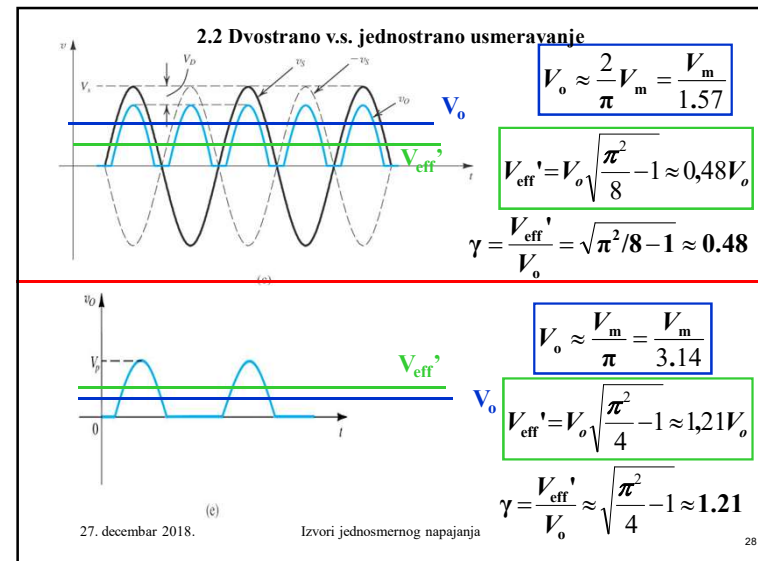 2.2 Dvostrano v.s. jednostrano usmeravanje
v
V_D
v_S
−v_S
V_s
v_O
V_o
V_eff'
t
V_o ≈ 2/π V_m = V_m/1.57
V_eff' = V_o √(π²/8 − 1) ≈ 0,48V_o
γ = V_eff'/V_o = √(π²/8 − 1) ≈ 0.48
v_O
V_p
V_eff'
V_o
0
t
(e)
V_o ≈ V_m/π = V_m/3.14
V_eff' = V_o √(π²/4 − 1) ≈ 1,21V_o
γ = V_eff'/V_o ≈ √(π²/4 − 1) ≈ 1.21
27. decembar 2018.
Izvori jednosmernog napajanja
28